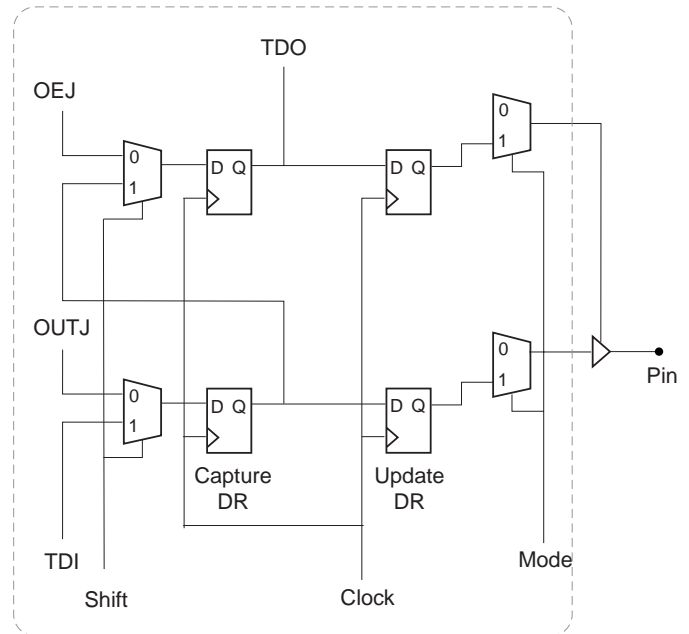 TDO
OEJ
0
1
D Q
D Q
0
1
OUTJ
0
1
D Q
D Q
0
1
Pin
Capture
DR
Update
DR
TDI
Shift
Clock
Mode